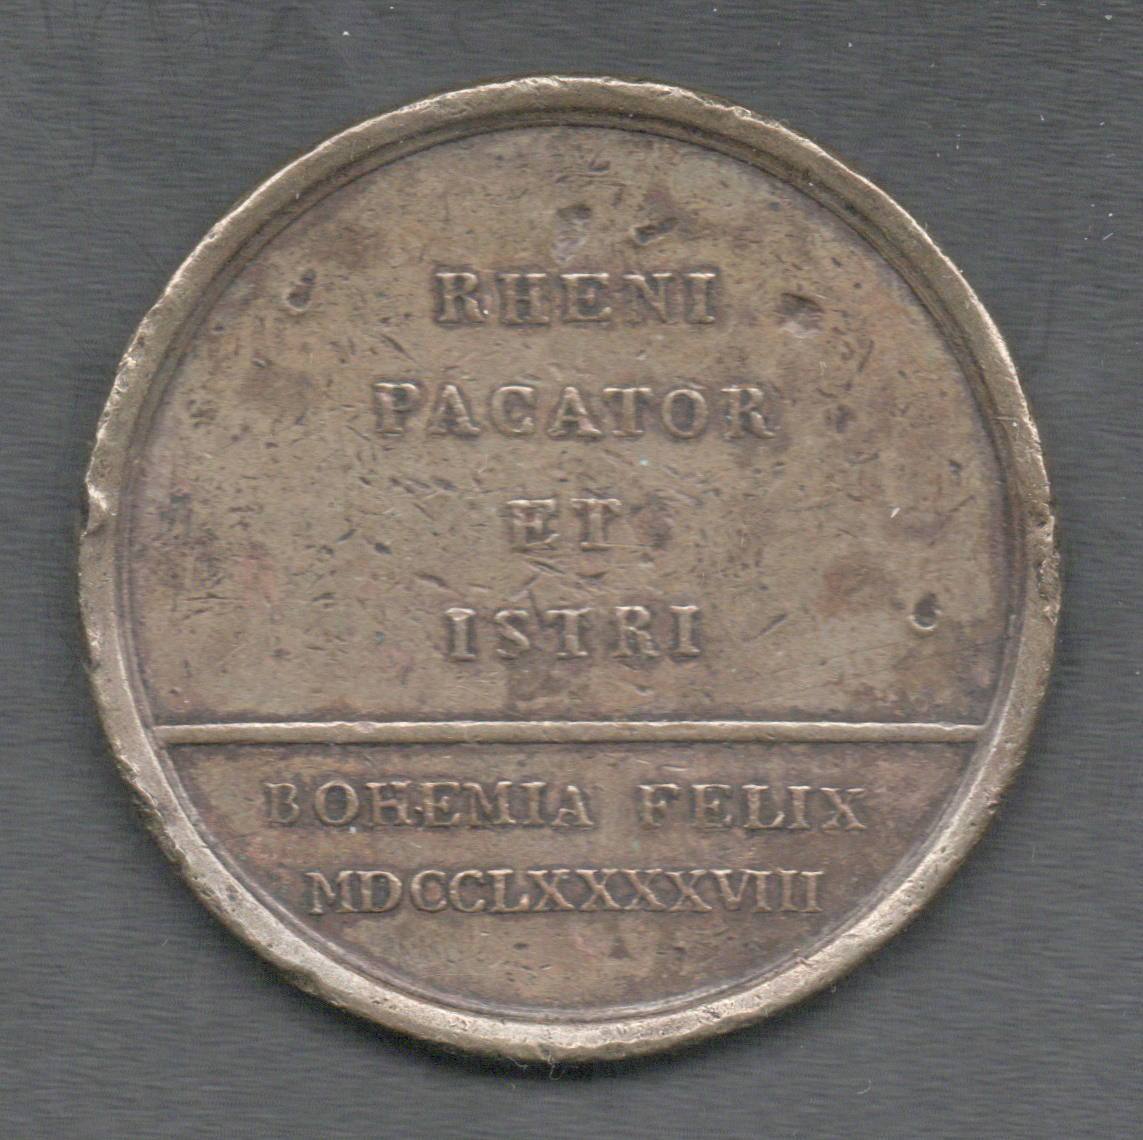 RHENI
PACATOR
ET
ISTRI
BOHEMIA FELIX
MDCCLXXXXVIII